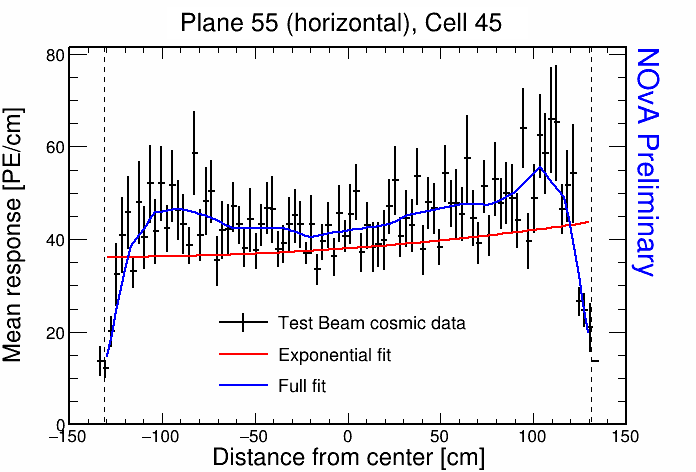 Plane 55 (horizontal), Cell 45
NOvA Preliminary
Mean response [PE/cm]
80
60
40
20
0
Test Beam cosmic data
Exponential fit
Full fit
−150 −100 −50 0 50 100 150
Distance from center [cm]